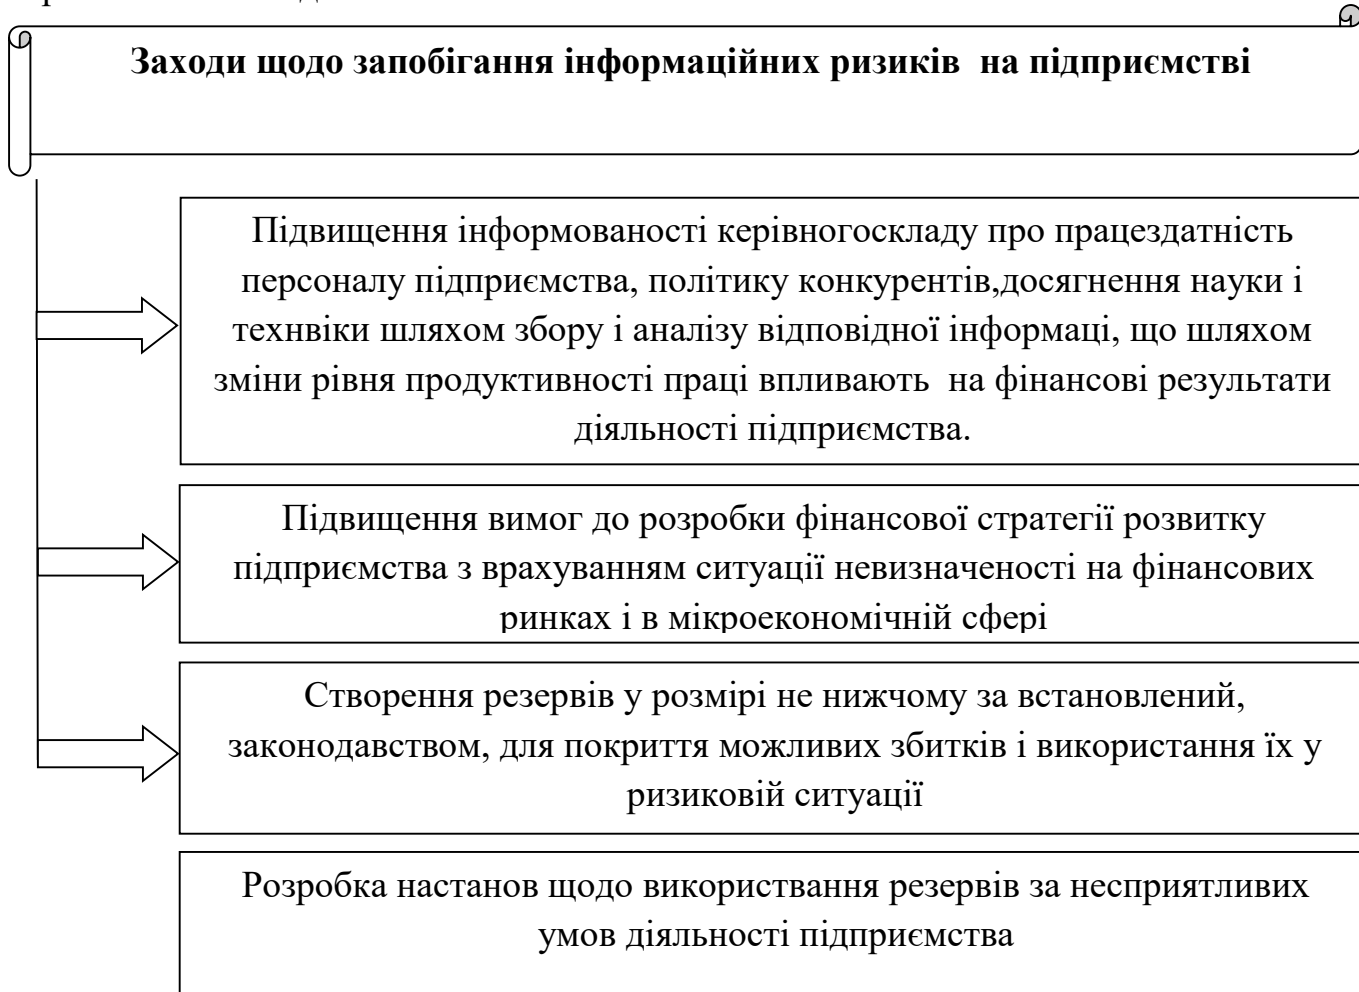 Заходи щодо запобігання інформаційних ризиків на підприємстві
Підвищення інформованості керівногоскладу про працездатність
персоналу підприємства, політику конкурентів,досягнення науки і
технвіки шляхом збору і аналізу відповідної інформаці, що шляхом
зміни рівня продуктивності праці впливають на фінансові результати
діяльності підприємства.
Підвищення вимог до розробки фінансової стратегії розвитку
підприємства з врахуванням ситуації невизначеності на фінансових
ринках і в мікроекономічній сфері
Створення резервів у розмірі не нижчому за встановлений,
законодавством, для покриття можливих збитків і використання їх у
ризиковій ситуації
Розробка настанов щодо використвання резервів за несприятливих
умов діяльності підприємства